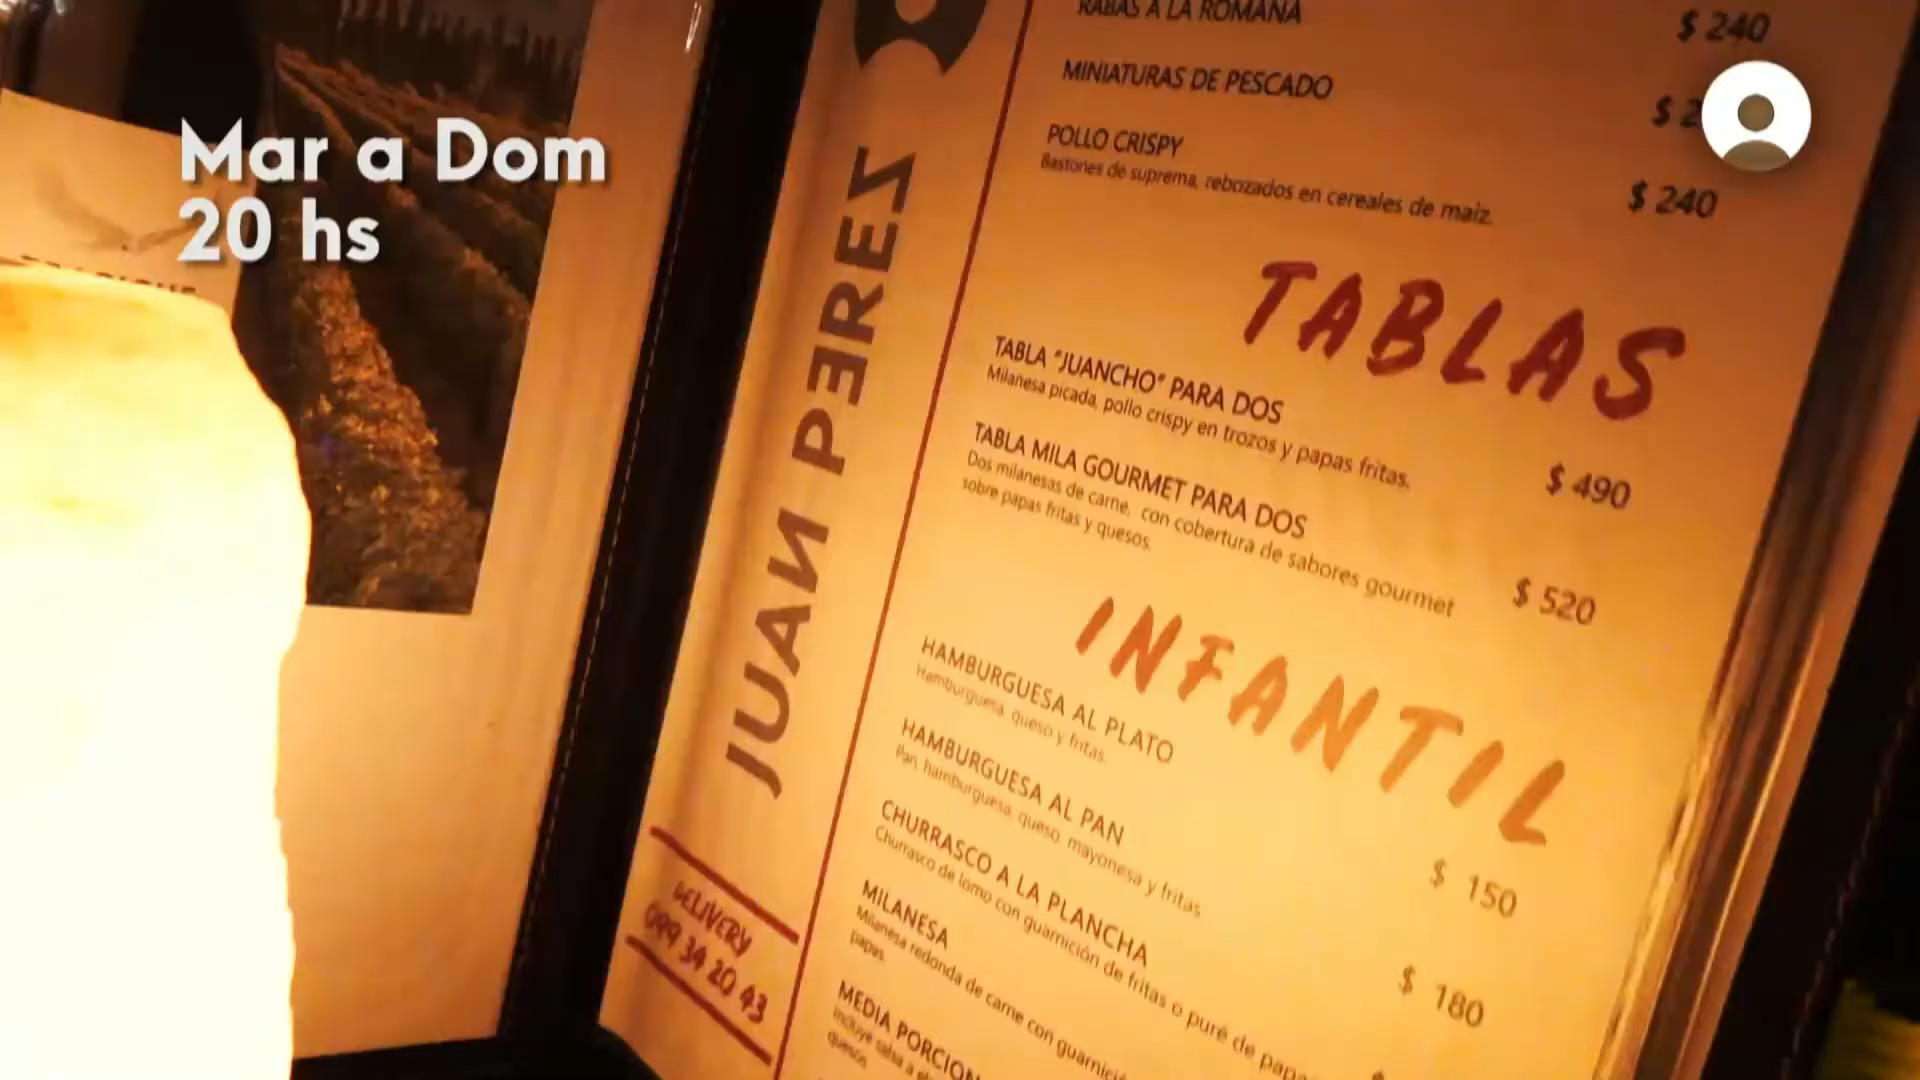 Mar a Dom
20 hs
RABAS A LA ROMANA
$ 240
MINIATURAS DE PESCADO
POLLO CRISPY
Bastones de suprema, rebozados en cereales de maiz.
$ 240
TABLAS
TABLA "JUANCHO" PARA DOS
Milanesa picada, pollo crispy en trozos y papas fritas.
$ 490
TABLA MILA GOURMET PARA DOS
Dos milanesas de carne, con cobertura de sabores gourmet
sobre papas fritas y quesos.
$ 520
INFANTIL
HAMBURGUESA AL PLATO
Hamburguesa, queso y fritas.
$ 150
HAMBURGUESA AL PAN
Pan, hamburguesa, queso, mayonesa y fritas
$ 180
CHURRASCO A LA PLANCHA
Churrasco de lomo con guarnición de fritas o puré de
MILANESA
Milanesa redonda de carne con
papas.
MEDIA
quesos.
JUAN PEREZ
DELIVERY
099 34 20 43